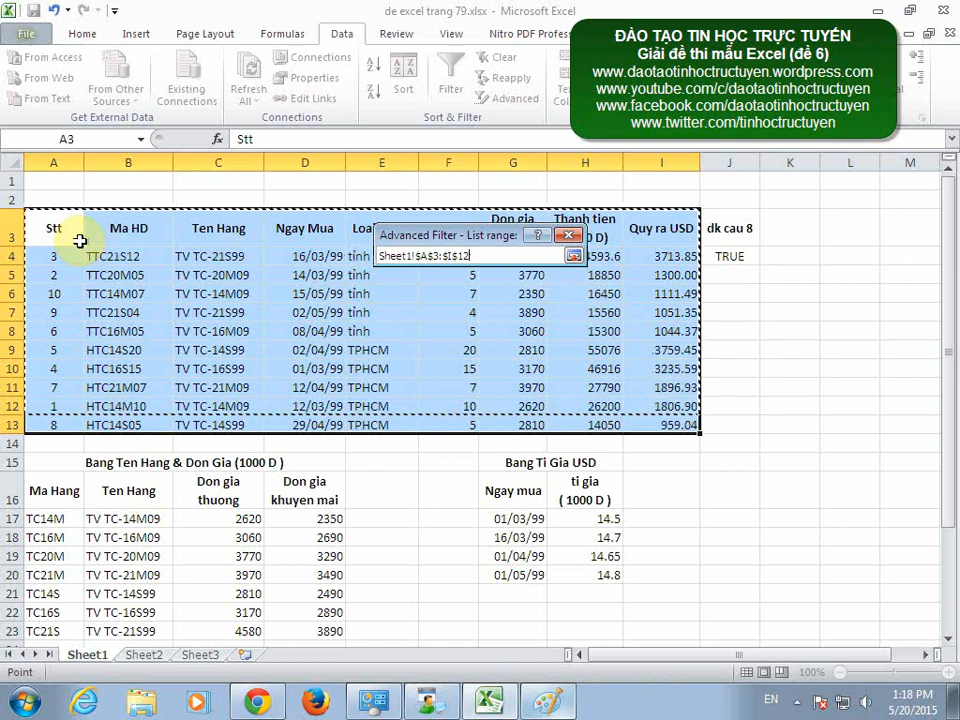 de excel trang 79.xlsx - Microsoft Excel
File Home Insert Page Layout Formulas Data Review View Nitro PDF Profess
ĐÀO TẠO TIN HỌC TRỰC TUYẾN
Giải đề thi mẫu Excel (đề 6)
www.daotaotinhoctructuyen.wordpress.com
www.youtube.com/c/daotaotinhoctructuyen
www.facebook.com/daotaotinhoctructuyen
www.twitter.com/tinhoctructuyen
From Access
From Web
From Text
From Other Sources
Existing Connections
Get External Data
Refresh All
Connections
Properties
Edit Links
Connections
Sort
Filter
Clear
Reapply
Advanced
Sort & Filter
A3 fx Stt
A B C D E F G H I J K L M
1
2
3 Stt Ma HD Ten Hang Ngay Mua Don gia Thanh tien Quy ra USD dk cau 8
Advanced Filter - List range: ?
Sheet1!$A$3:$I$12
4 3 TTC21S12 TV TC-21S99 16/03/99 tỉnh 4593.6 3713.85 TRUE
5 2 TTC20M05 TV TC-20M09 14/03/99 tỉnh 5 3770 18850 1300.00
6 10 TTC14M07 TV TC-14M09 15/05/99 tỉnh 7 2350 16450 1111.49
7 9 TTC21S04 TV TC-21S99 02/05/99 tỉnh 4 3890 15560 1051.35
8 6 TTC16M05 TV TC-16M09 08/04/99 tỉnh 5 3060 15300 1044.37
9 5 HTC14S20 TV TC-14S99 02/04/99 TPHCM 20 2810 55076 3759.45
10 4 HTC16S15 TV TC-16S99 01/03/99 TPHCM 15 3170 46916 3235.59
11 7 HTC21M07 TV TC-21M09 12/04/99 TPHCM 7 3970 27790 1896.93
12 1 HTC14M10 TV TC-14M09 12/03/99 TPHCM 10 2620 26200 1806.90
13 8 HTC14S05 TV TC-14S99 29/04/99 TPHCM 5 2810 14050 959.04
14
15 Bang Ten Hang & Don Gia (1000 D ) Bang Ti Gia USD
16 Ma Hang Ten Hang Don gia thuong Don gia khuyen mai Ngay mua ti gia ( 1000 D )
17 TC14M TV TC-14M09 2620 2350 01/03/99 14.5
18 TC16M TV TC-16M09 3060 2690 16/03/99 14.7
19 TC20M TV TC-20M09 3770 3290 01/04/99 14.65
20 TC21M TV TC-21M09 3970 3490 01/05/99 14.8
21 TC14S TV TC-14S99 2810 2490
22 TC16S TV TC-16S99 3170 2890
23 TC21S TV TC-21S99 4580 3890
Sheet1 Sheet2 Sheet3
Point 100%
EN 1:18 PM
5/20/2015